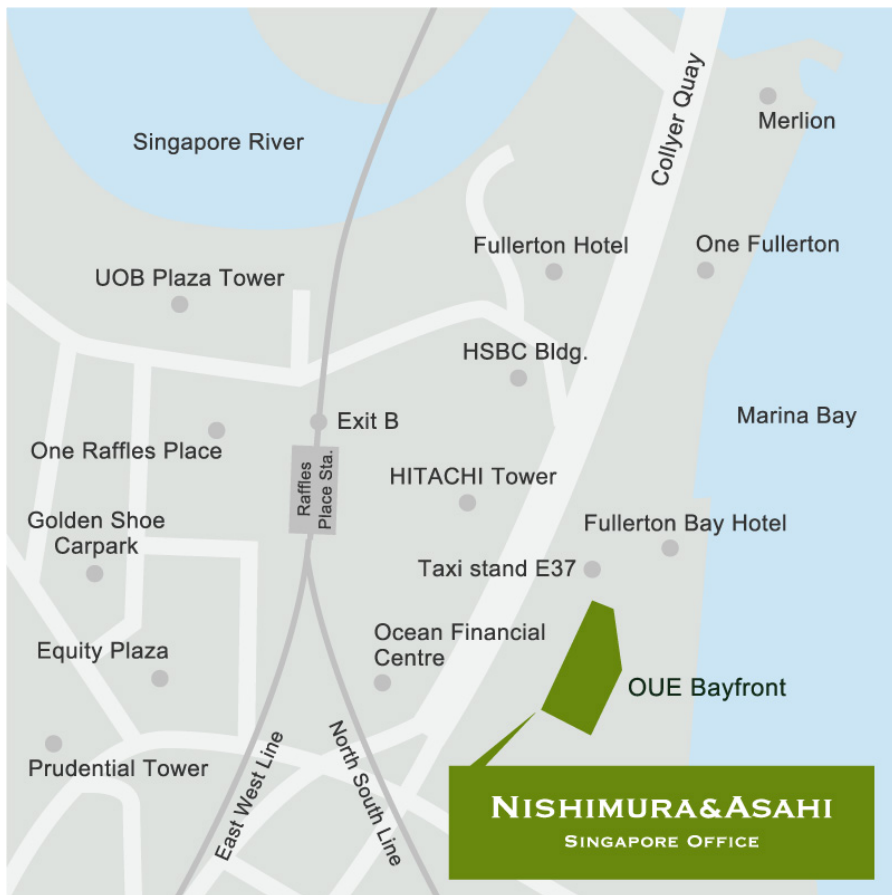 Collyer Quay
Merlion
Singapore River
Fullerton Hotel
One Fullerton
UOB Plaza Tower
HSBC Bldg.
Marina Bay
Exit B
One Raffles Place
Raffles
Place Sta.
HITACHI Tower
Golden Shoe
Carpark
Fullerton Bay Hotel
Taxi stand E37
Ocean Financial
Centre
Equity Plaza
OUE Bayfront
Prudential Tower
East West Line
North South Line
NISHIMURA&ASAHI
SINGAPORE OFFICE